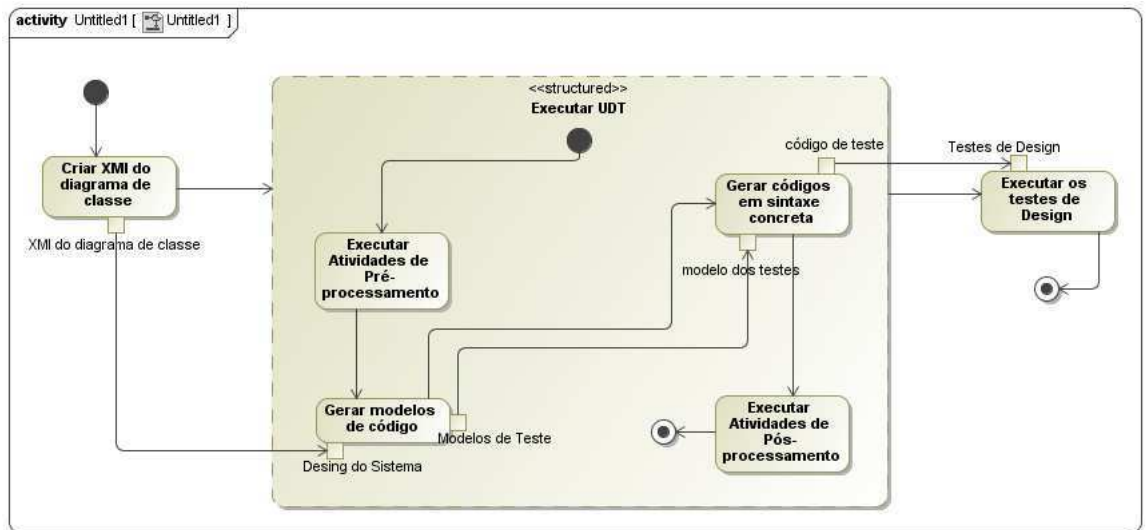 activity Untitled1 [ Untitled1 ]
<<structured>>
Executar UDT
Criar XMI do
diagrama de
classe
XMI do diagrama de classe
Executar
Atividades de
Pré-
processamento
Gerar modelos
de código
Modelos de Teste
Desing do Sistema
código de teste
Gerar códigos
em sintaxe
concreta
modelo dos testes
Executar
Atividades de
Pós-
processamento
Testes de Design
Executar os
testes de
Design